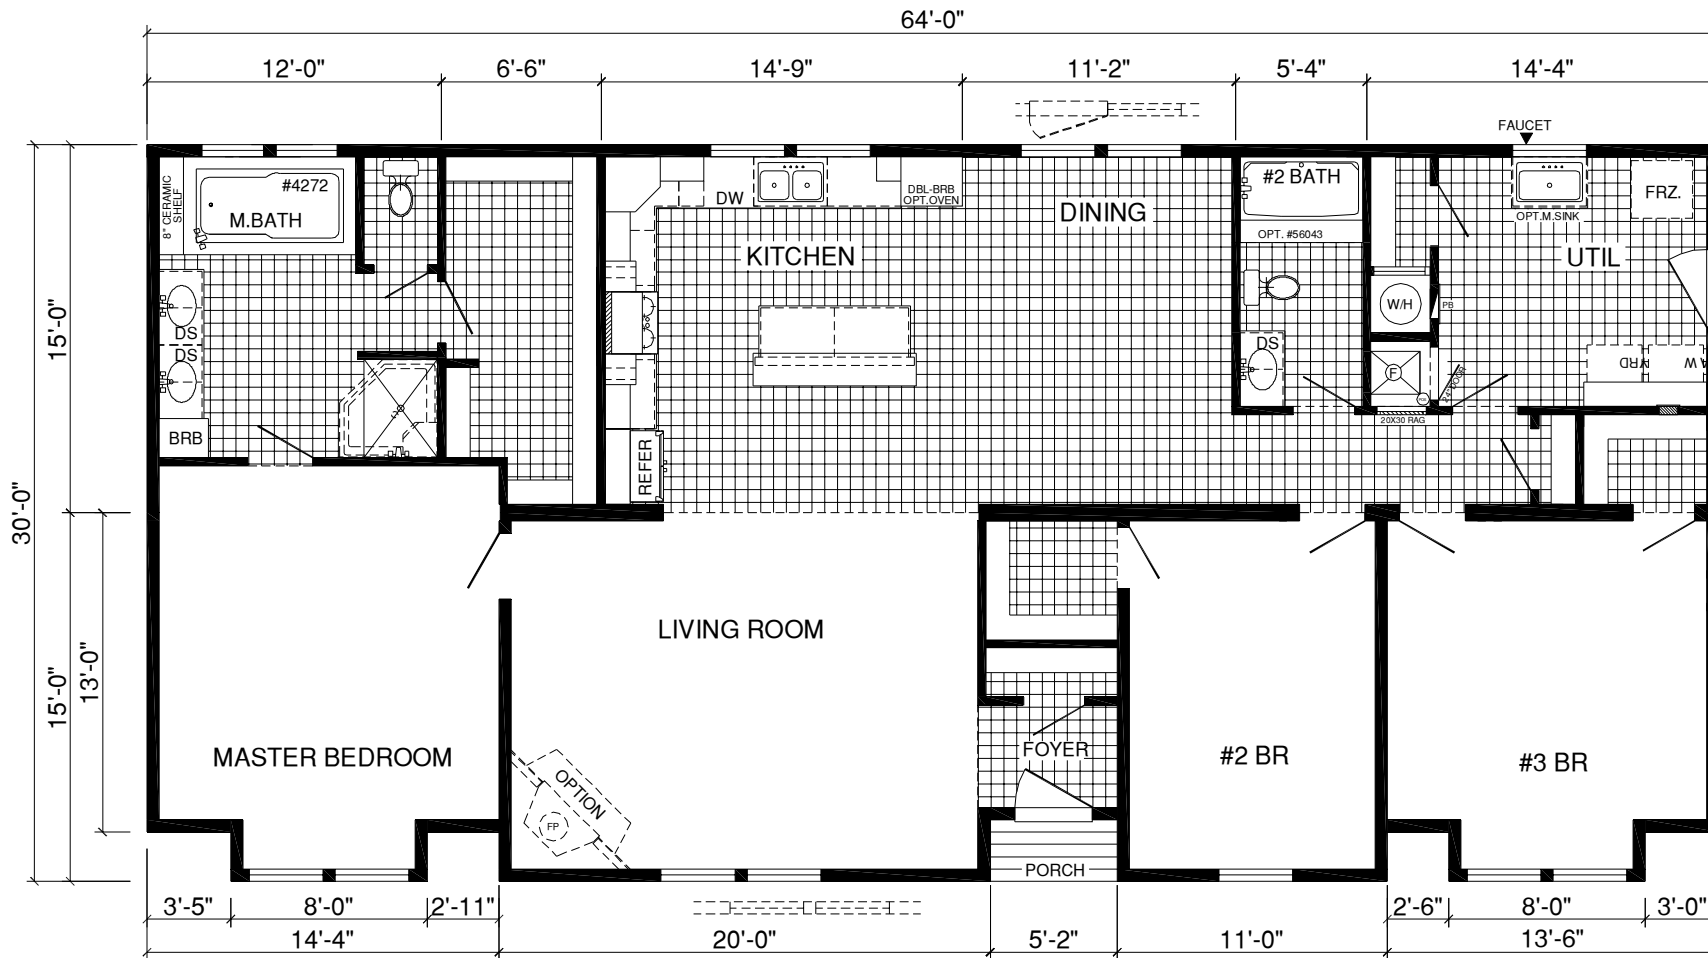 64'-0"
12'-0"
6'-6"
14'-9"
11'-2"
5'-4"
14'-4"
FAUCET
8" CERAMIC
SHELF
#4272
M.BATH
DW
DBL-BRB
OPT.OVEN
DINING
#2 BATH
OPT.M.SINK
FRZ.
OPT. #56043
KITCHEN
UTIL
15'-0"
DS
DS
W/H
PB
DS
F
24" DOOR
DRY
WA
20X30 RAG
BRB
REFER
30'-0"
15'-0"
13'-0"
LIVING ROOM
MASTER BEDROOM
OPTION
FP
FOYER
#2 BR
#3 BR
PORCH
3'-5"
8'-0"
2'-11"
2'-6"
8'-0"
3'-0"
14'-4"
20'-0"
5'-2"
11'-0"
13'-6"